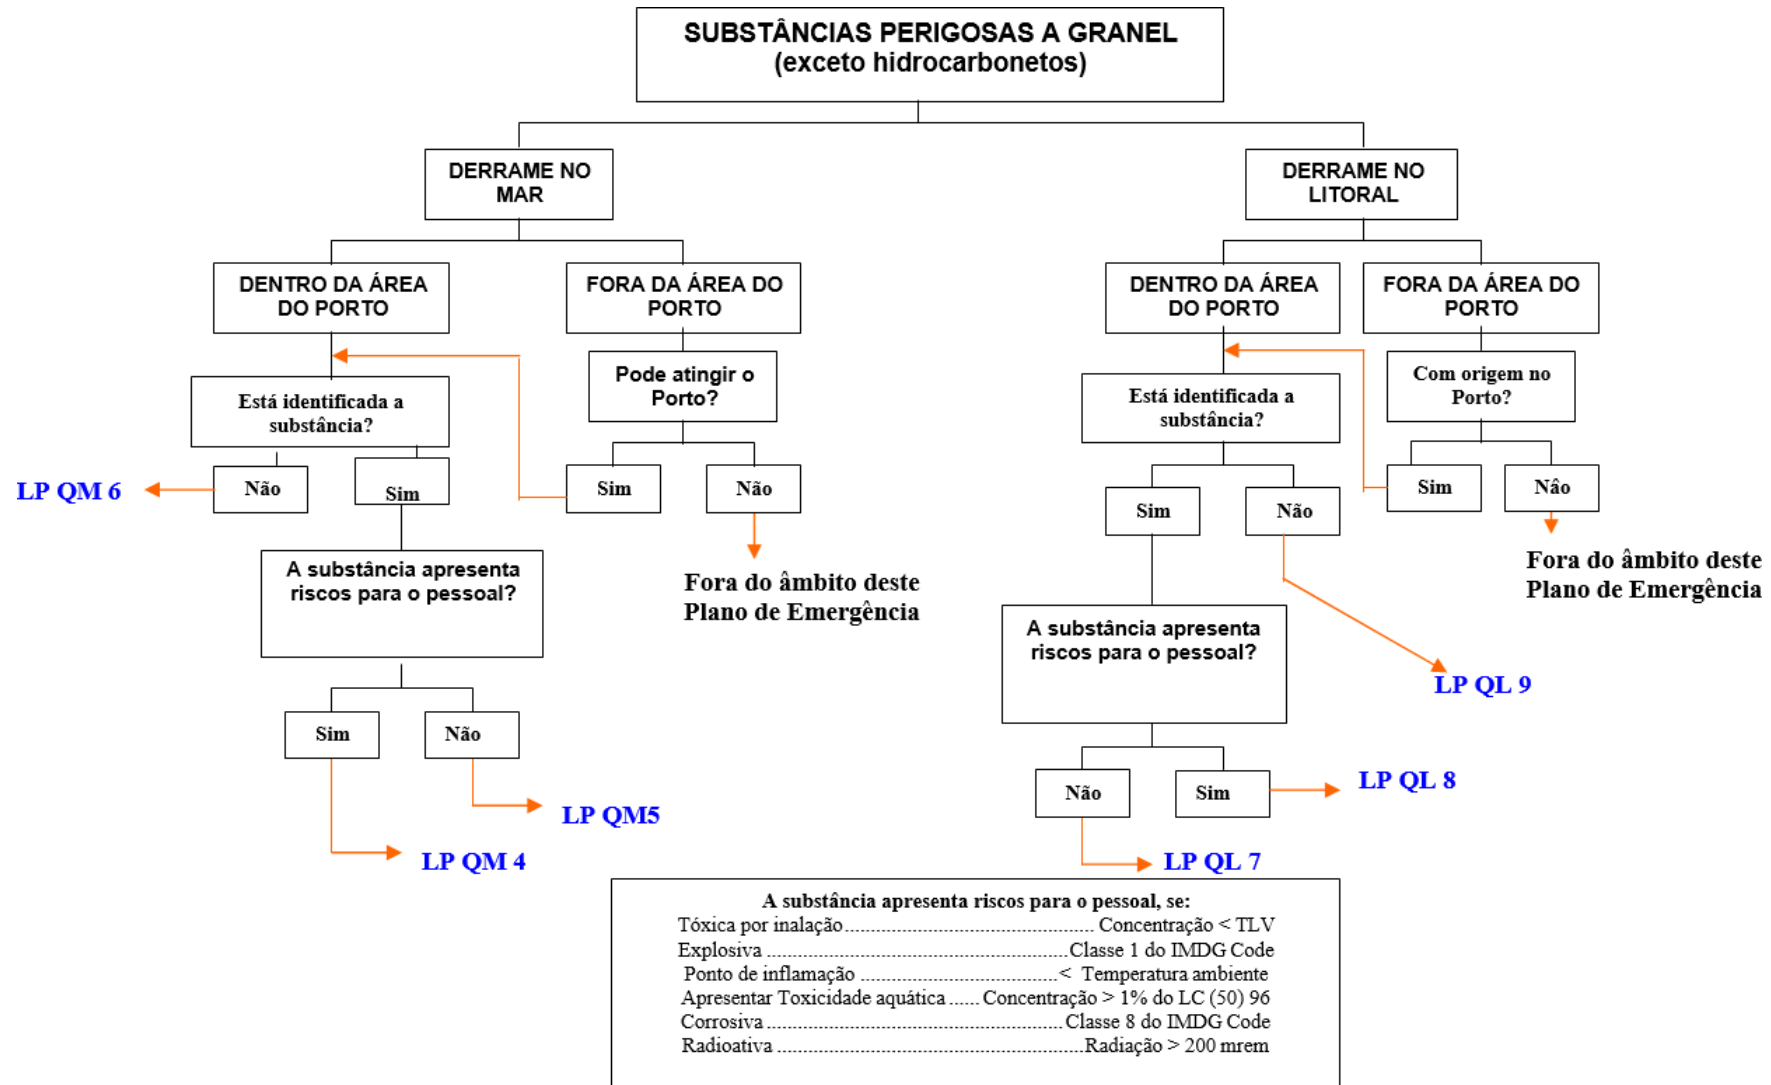 SUBSTÂNCIAS PERIGOSAS A GRANEL
(exceto hidrocarbonetos)
DERRAME NO
MAR
DERRAME NO
LITORAL
DENTRO DA ÁREA
DO PORTO
FORA DA ÁREA DO
PORTO
DENTRO DA ÁREA
DO PORTO
FORA DA ÁREA DO
PORTO
Está identificada a
substância?
Pode atingir o
Porto?
Está identificada a
substância?
Com origem no
Porto?
LP QM 6
Não
Sim
Sim
Não
Sim
Não
Sim
Nâo
A substância apresenta
riscos para o pessoal?
Fora do âmbito deste
Plano de Emergência
Fora do âmbito deste
Plano de Emergência
A substância apresenta
riscos para o pessoal?
LP QL 9
Sim
Não
Não
Sim
LP QL 8
LP QM5
LP QM 4
LP QL 7
A substância apresenta riscos para o pessoal, se:
Tóxica por inalação............................................ Concentração < TLV
Explosiva .....................................................Classe 1 do IMDG Code
Ponto de inflamação ..................................< Temperatura ambiente
Apresentar Toxicidade aquática ...... Concentração > 1% do LC (50) 96
Corrosiva .....................................................Classe 8 do IMDG Code
Radioativa ......................................................Radiação > 200 mrem